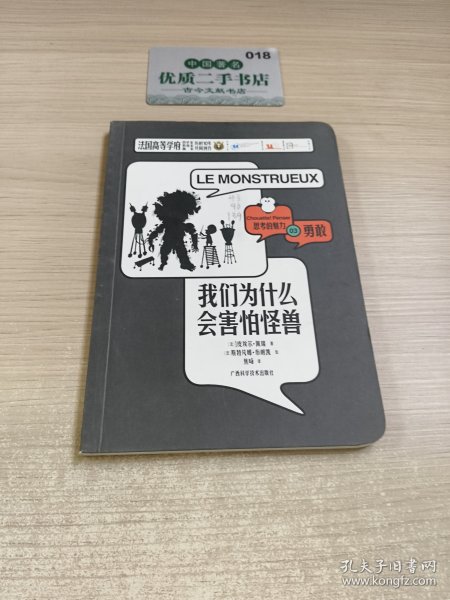 018
中国著名
优质二手书店
古今文献书店
法国高等学府
LE MONSTRUEUX
Chouette! Penser
思考的魅力
03 勇敢
我们为什么
会害怕怪兽
广西科学技术出版社
孔夫子旧书网
www.kongfz.com